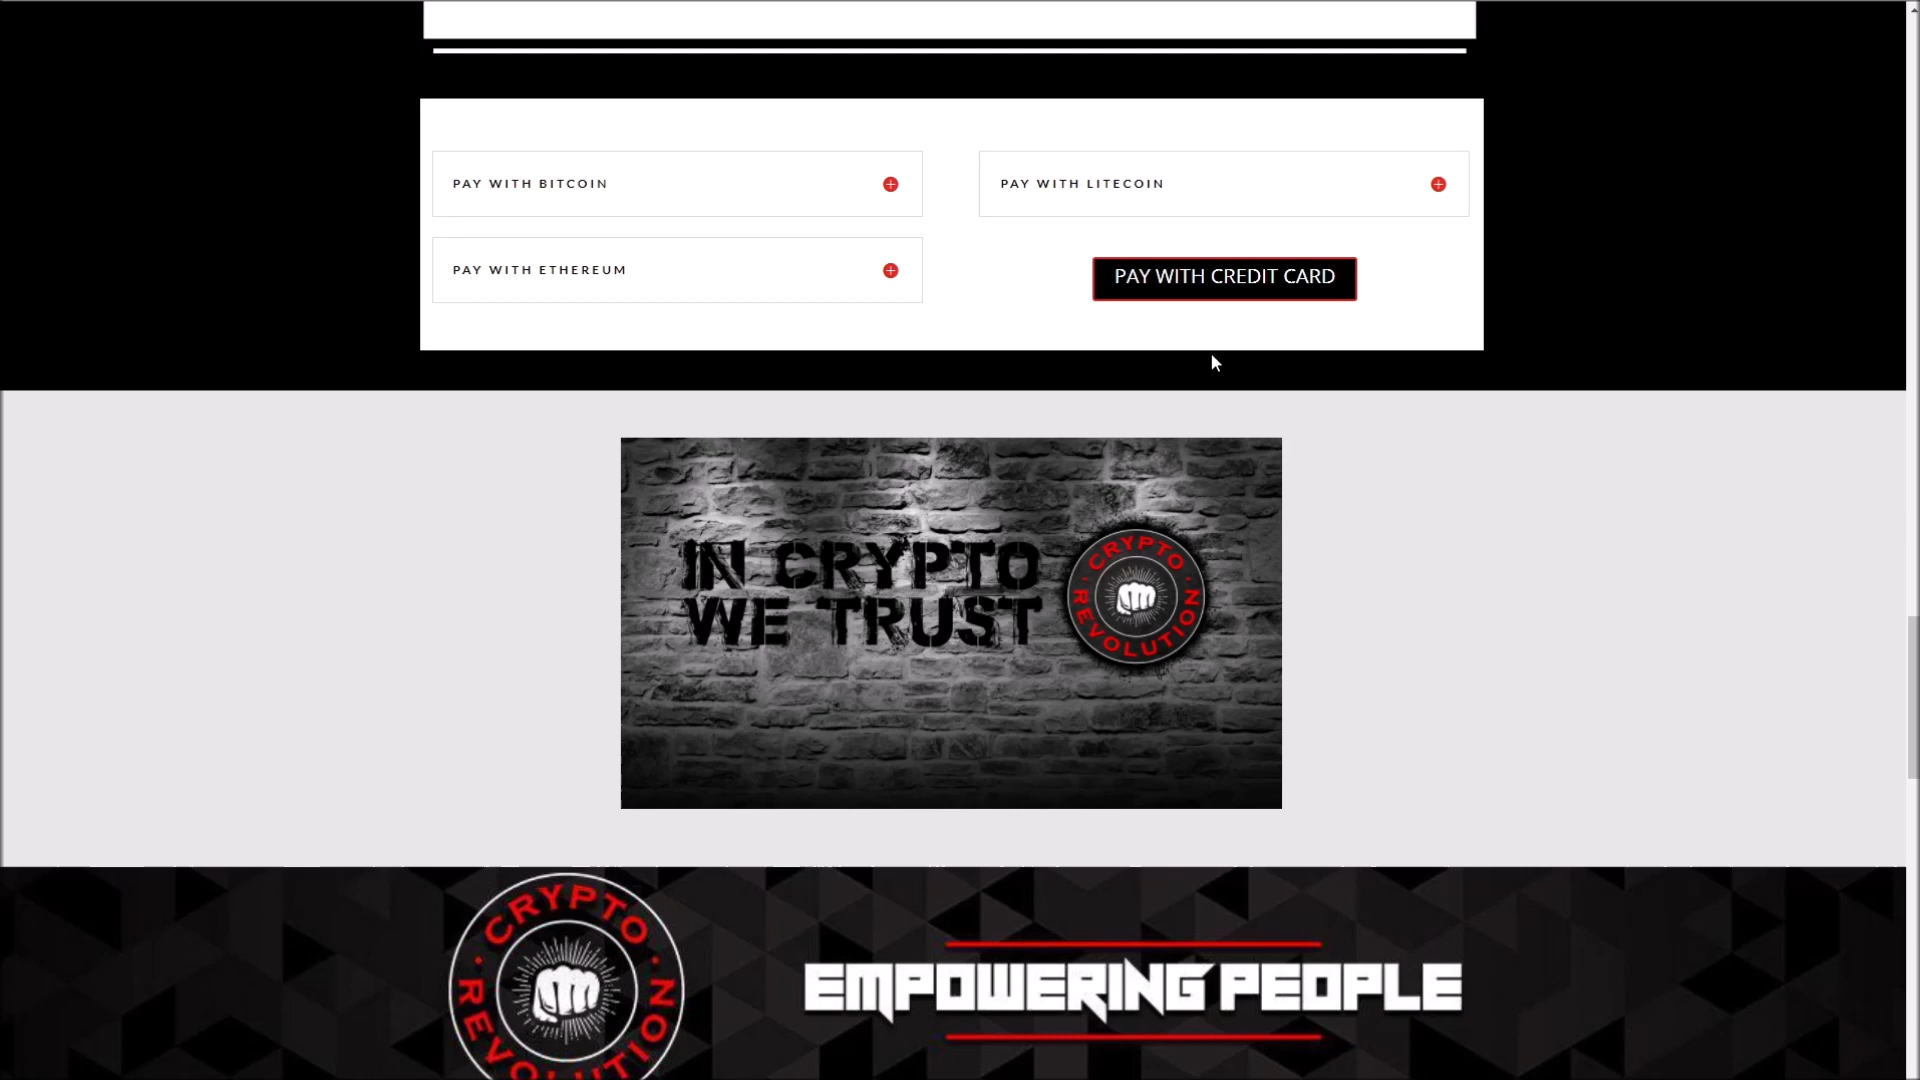 PAY WITH BITCOIN
PAY WITH LITECOIN
PAY WITH ETHEREUM
PAY WITH CREDIT CARD
IN CRYPTO
WE TRUST
CRYPTO
REVOLUTION
CRYPTO
REVOLUTION
EMPOWERING PEOPLE